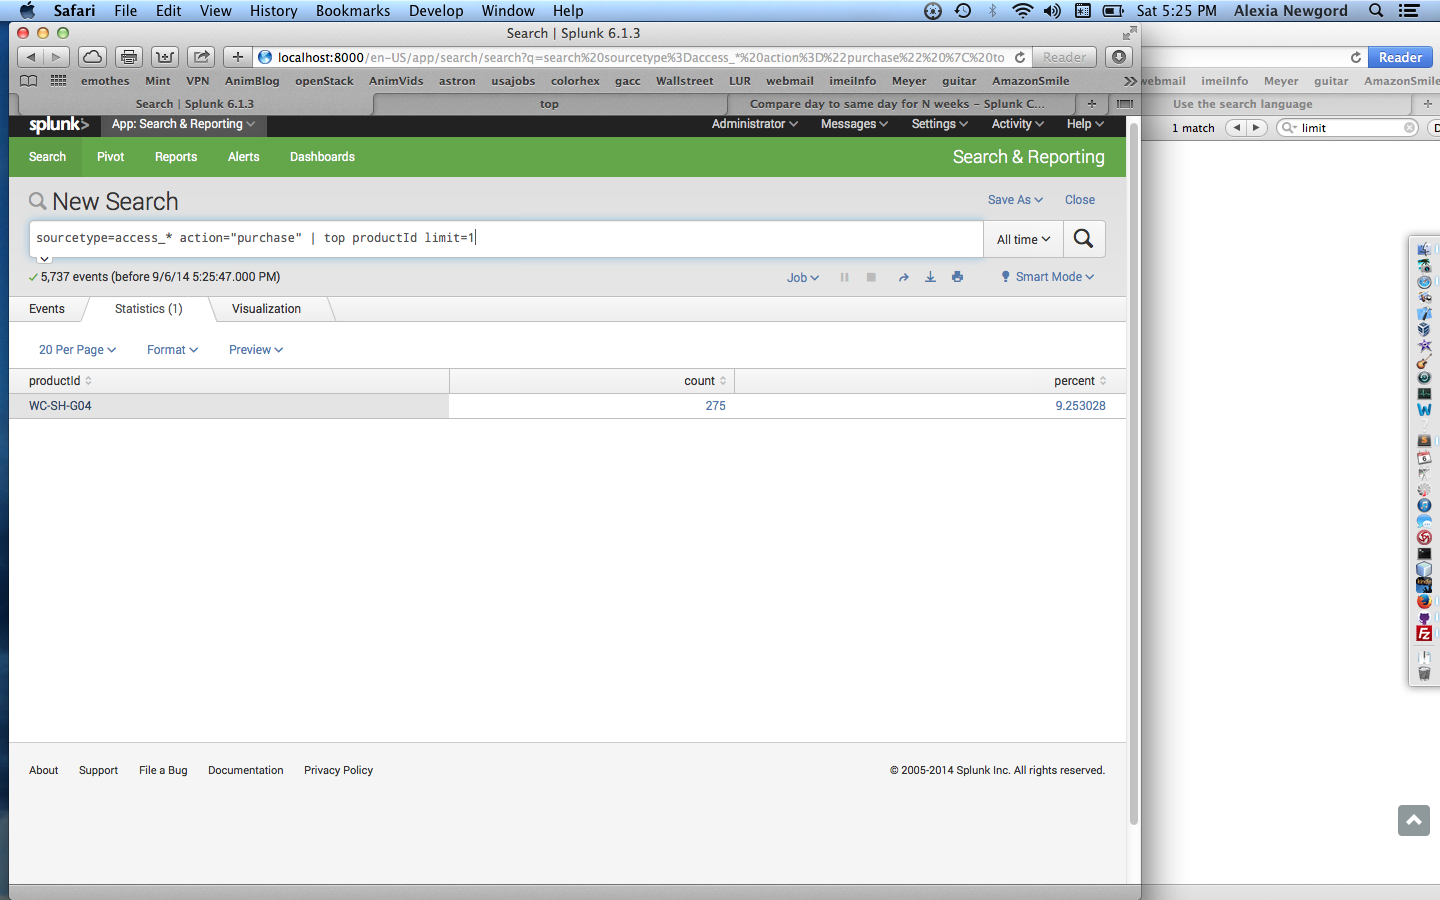 Safari File Edit View History Bookmarks Develop Window Help Sat 5:25 PM Alexia Newgord
Search | Splunk 6.1.3
localhost:8000/en-US/app/search/search?q=search%20sourcetype%3Daccess_*%20action%3D%22purchase%22%20%7C%20to Reader
Reader
emothes Mint VPN AnimBlog openStack AnimVids astron usajobs colorhex gacc Wallstreet LUR webmail imeiInfo Meyer guitar AmazonSmile
webmail imeiInfo Meyer guitar AmazonSmile
Search | Splunk 6.1.3 top Compare day to same day for N weeks – Splunk C...
Use the search language
splunk> App: Search & Reporting Administrator Messages Settings Activity Help
1 match limit
Search Pivot Reports Alerts Dashboards Search & Reporting
New Search Save As Close
sourcetype=access_* action="purchase" | top productId limit=1 All time
5,737 events (before 9/6/14 5:25:47.000 PM) Job Smart Mode
Events Statistics (1) Visualization
20 Per Page Format Preview
productId count percent
WC-SH-G04 275 9.253028
About Support File a Bug Documentation Privacy Policy © 2005-2014 Splunk Inc. All rights reserved.